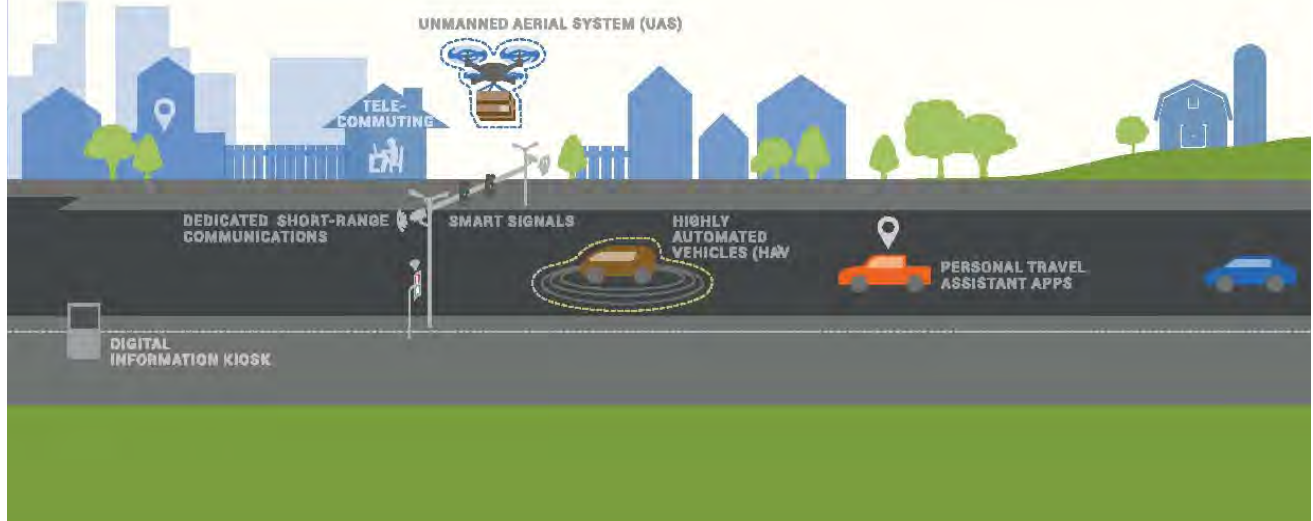 UNMANNED AERIAL SYSTEM (UAS)
TELE-
COMMUTING
DEDICATED SHORT-RANGE
COMMUNICATIONS
SMART SIGNALS
HIGHLY
AUTOMATED
VEHICLES (HAV
PERSONAL TRAVEL
ASSISTANT APPS
DIGITAL
INFORMATION KIOSK